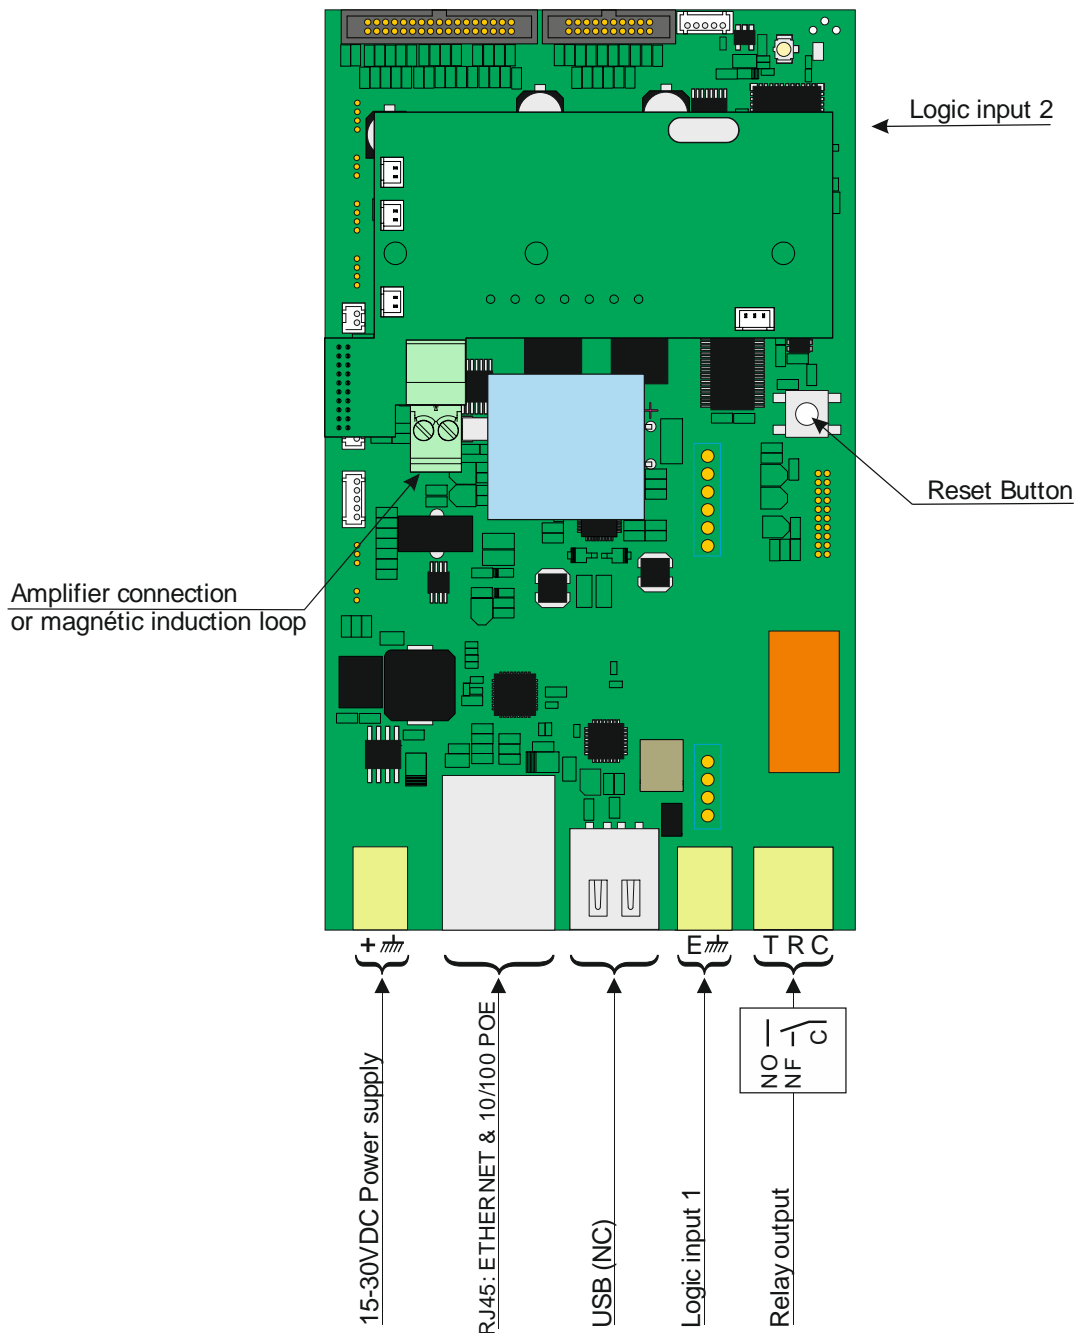 Logic input 2
Reset Button
Amplifier connection
or magnétic induction loop
+
E
T R C
NO
NF
C
15-30VDC Power supply
RJ45: ETHERNET & 10/100 POE
USB (NC)
Logic input 1
Relay output